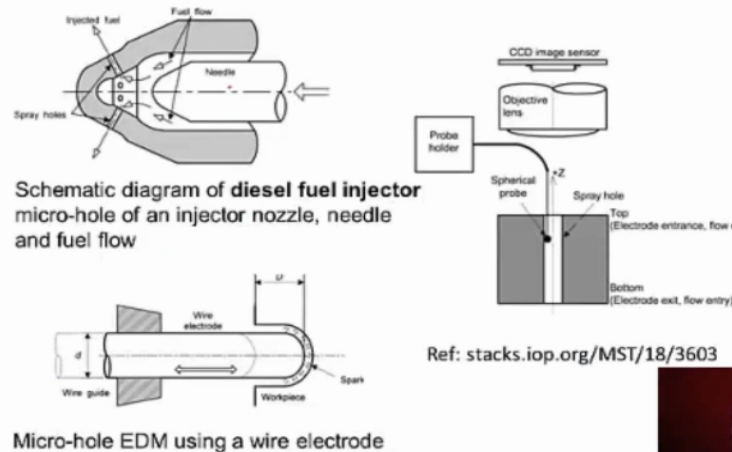 Injected fuel
Fuel flow
Needle
Spray holes
Schematic diagram of diesel fuel injector
micro-hole of an injector nozzle, needle
and fuel flow
CCD image sensor
Objective
lens
Probe
holder
+Z
Spherical
probe
Spray hole
Top
(Electrode entrance, flow
Bottom
(Electrode exit, flow entry)
Ref: stacks.iop.org/MST/18/3603
Wire
electrode
d
Wire guide
Workpiece
Spark
Micro-hole EDM using a wire electrode